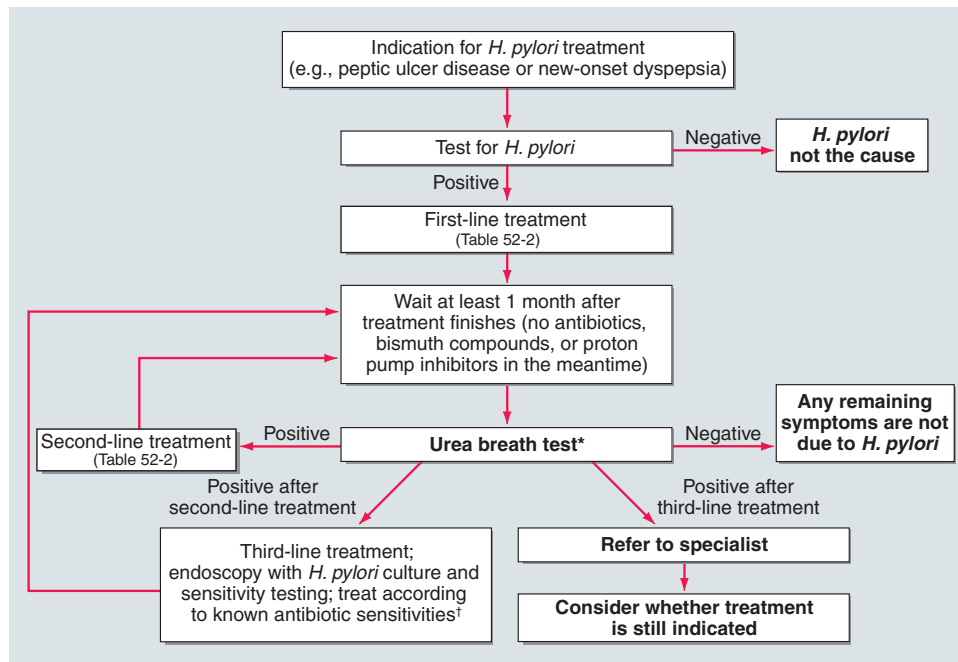 Indication for H. pylori treatment
(e.g., peptic ulcer disease or new-onset dyspepsia)
Test for H. pylori
Negative
H. pylori
not the cause
Positive
First-line treatment
(Table 52-2)
Wait at least 1 month after
treatment finishes (no antibiotics,
bismuth compounds, or proton
pump inhibitors in the meantime)
Second-line treatment
(Table 52-2)
Positive
Urea breath test*
Negative
Any remaining
symptoms are not
due to H. pylori
Positive after
second-line treatment
Positive after
third-line treatment
Third-line treatment;
endoscopy with H. pylori culture and
sensitivity testing; treat according
to known antibiotic sensitivities†
Refer to specialist
Consider whether treatment
is still indicated